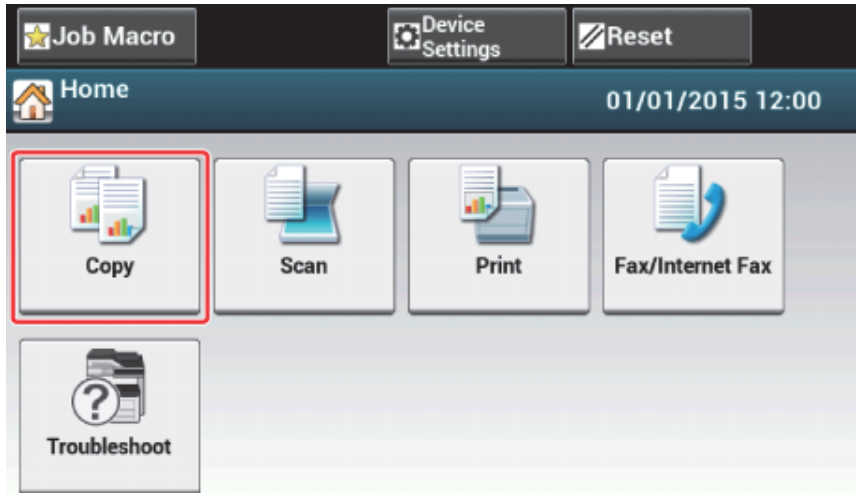 Job Macro
Device
Settings
Reset
Home
01/01/2015 12:00
Copy
Scan
Print
Fax/Internet Fax
Troubleshoot